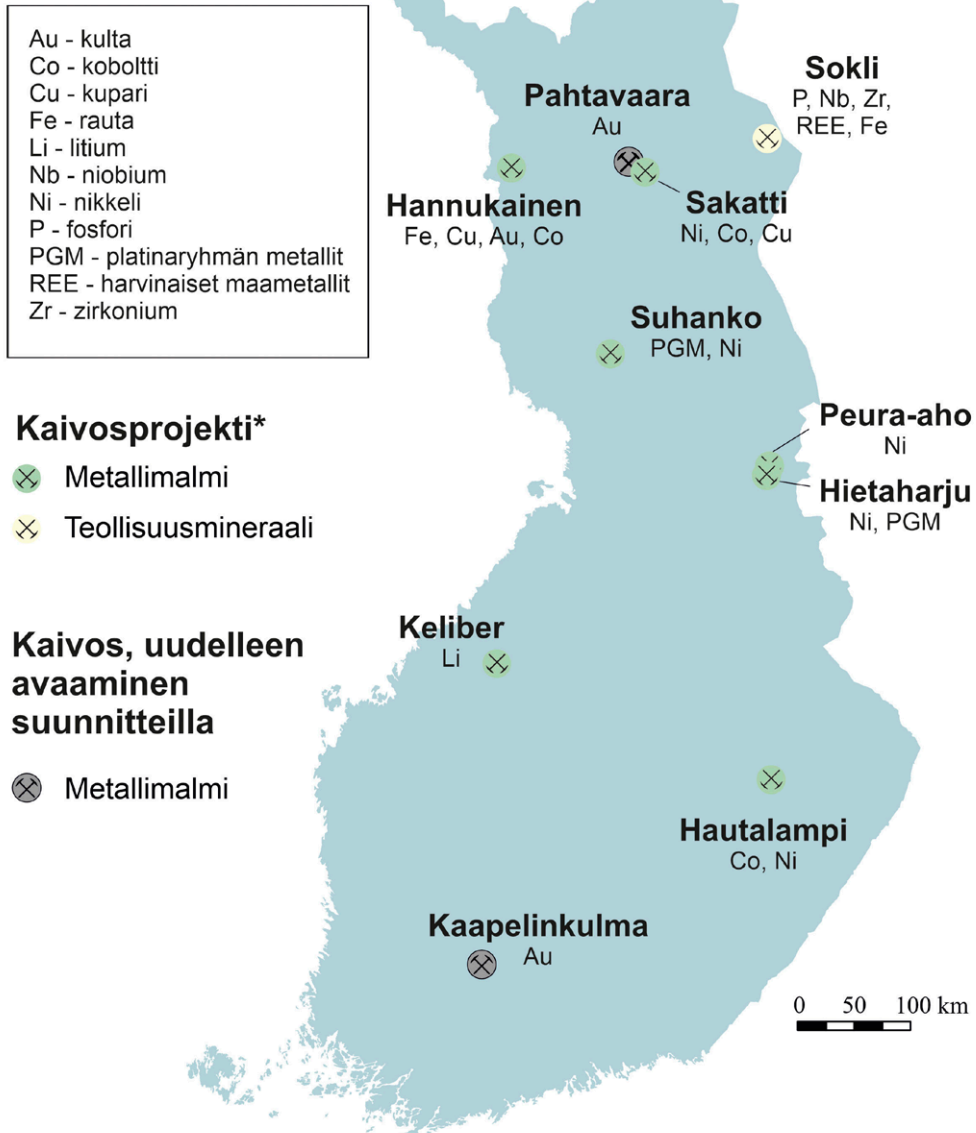 Au - kulta
Co - koboltti
Cu - kupari
Fe - rauta
Li - litium
Nb - niobium
Ni - nikkeli
P - fosfori
PGM - platinaryhmän metallit
REE - harvinaiset maametallit
Zr - zirkonium
Sokli
P, Nb, Zr,
REE, Fe
Pahtavaara
Au
Hannukainen
Fe, Cu, Au, Co
Sakatti
Ni, Co, Cu
Suhanko
PGM, Ni
Kaivosprojekti*
Metallimalmi
Teollisuusmineraali
Peura-aho
Ni
Hietaharju
Ni, PGM
Kaivos, uudelleen
avaaminen
suunnitteilla
Metallimalmi
Keliber
Li
Hautalampi
Co, Ni
Kaapelinkulma
Au
0 50 100 km